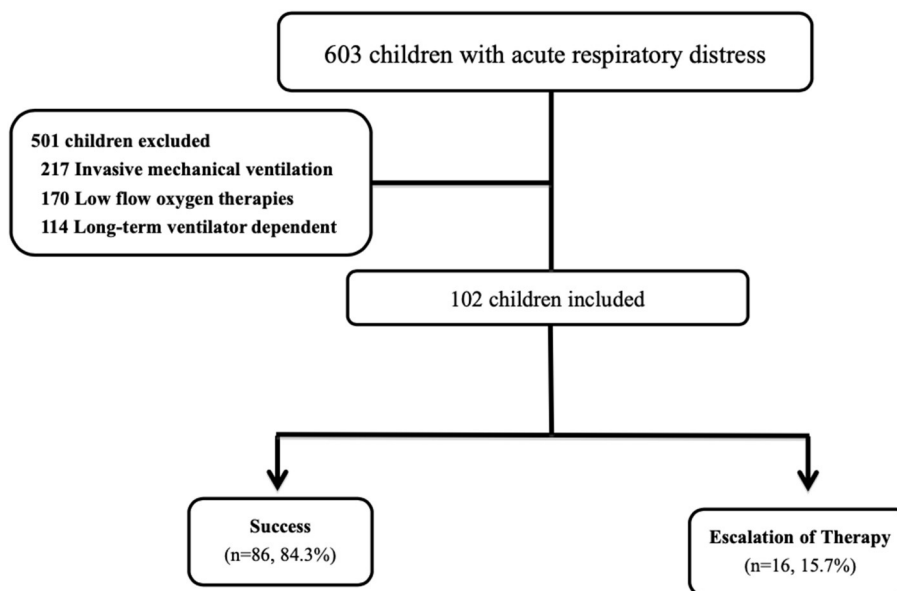 603 children with acute respiratory distress
501 children excluded
217 Invasive mechanical ventilation
170 Low flow oxygen therapies
114 Long-term ventilator dependent
102 children included
Success
(n=86, 84.3%)
Escalation of Therapy
(n=16, 15.7%)